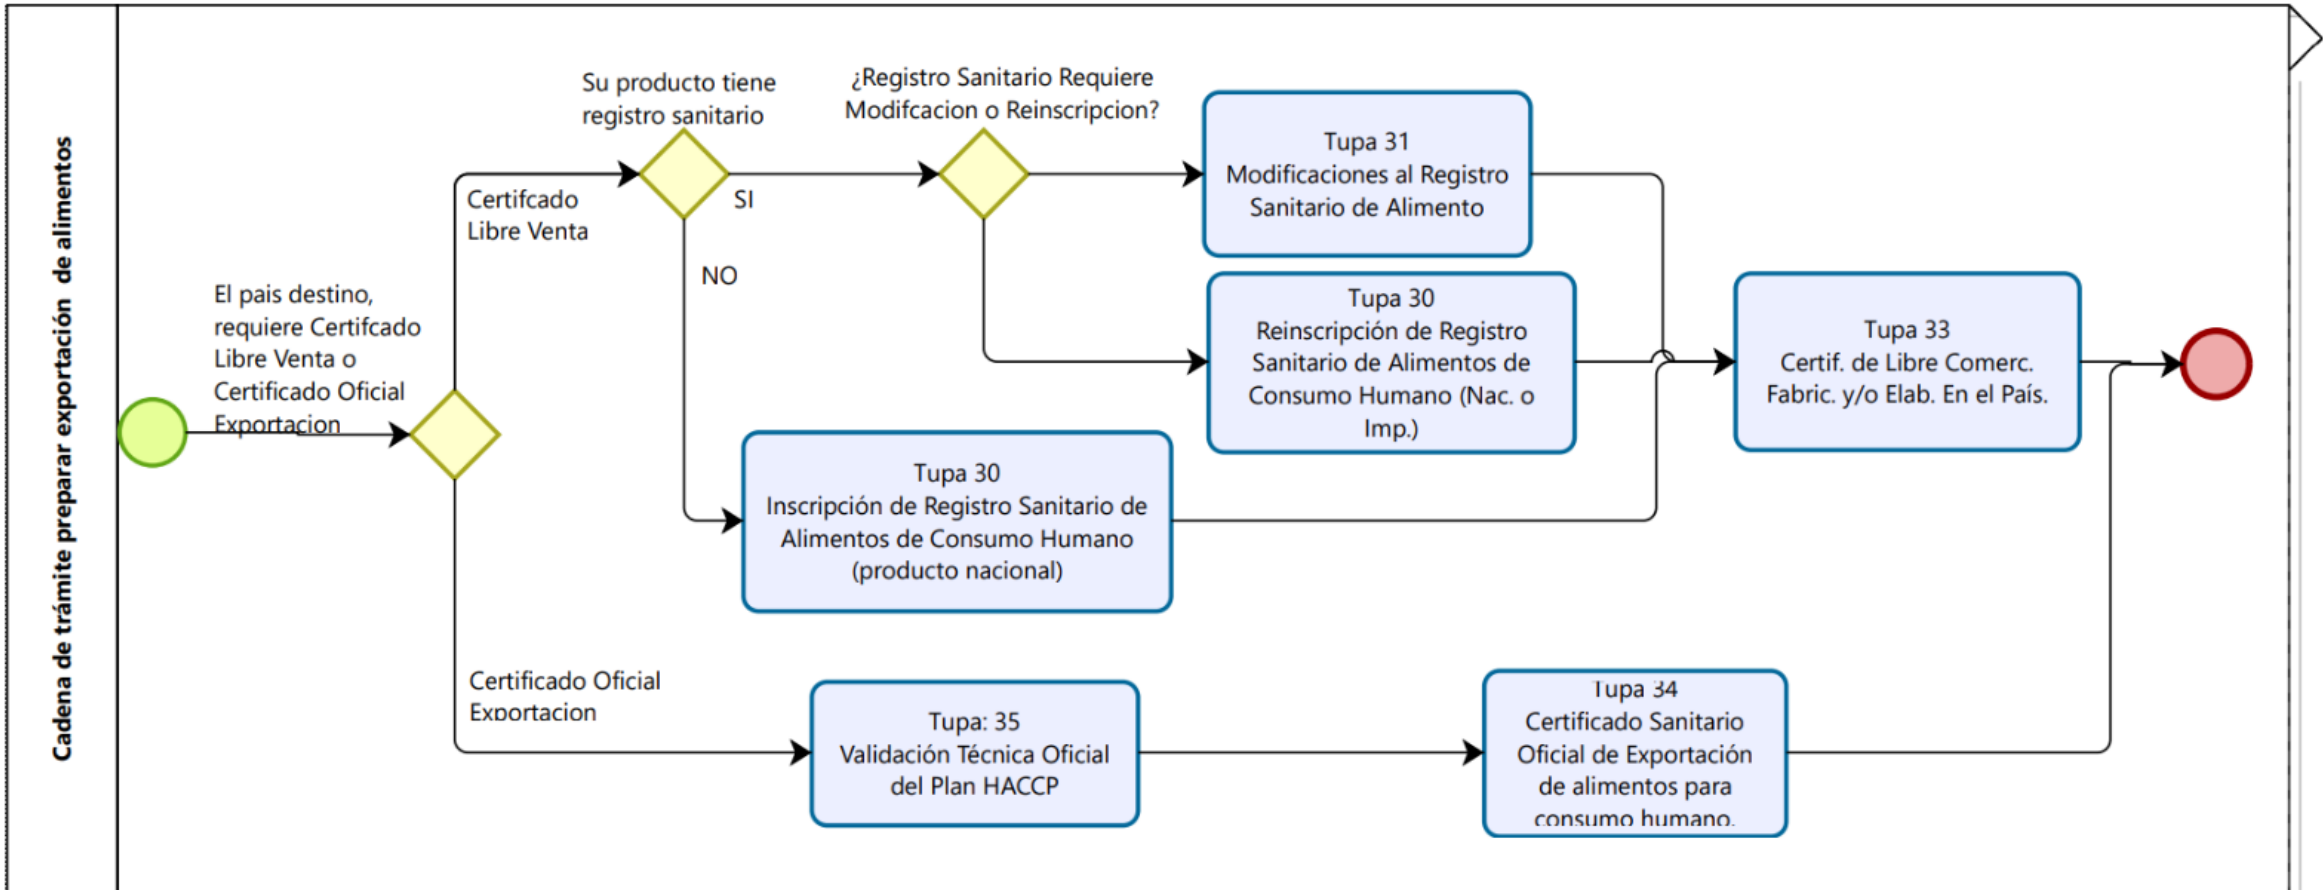 Cadena de trámite preparar exportación de alimentos
El pais destino,
requiere Certifcado
Libre Venta o
Certificado Oficial
Exportacion
Certifcado
Libre Venta
Su producto tiene
registro sanitario
SI
NO
¿Registro Sanitario Requiere
Modifcacion o Reinscripcion?
Tupa 31
Modificaciones al Registro
Sanitario de Alimento
Tupa 30
Reinscripción de Registro
Sanitario de Alimentos de
Consumo Humano (Nac. o
Imp.)
Tupa 30
Inscripción de Registro Sanitario de
Alimentos de Consumo Humano
(producto nacional)
Tupa 33
Certif. de Libre Comerc.
Fabric. y/o Elab. En el País.
Certificado Oficial
Exportacion
Tupa: 35
Validación Técnica Oficial
del Plan HACCP
Tupa 34
Certificado Sanitario
Oficial de Exportación
de alimentos para
consumo humano.